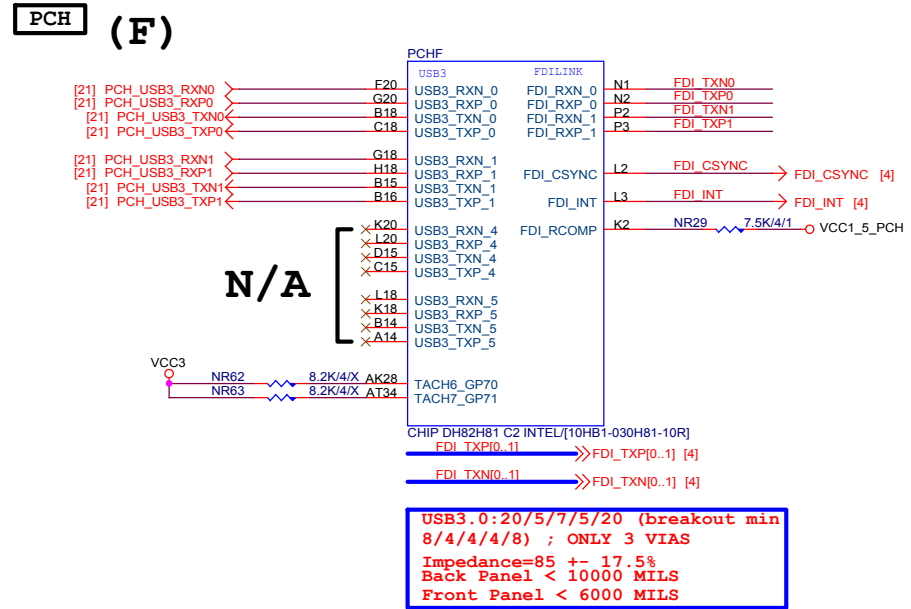 PCH (F)
PCHF
USB3 FDILINK
[21] PCH_USB3_RXN0 F20 USB3_RXN_0 FDI_RXN_0 N1 FDI_TXN0
[21] PCH_USB3_RXP0 G20 USB3_RXP_0 FDI_RXP_0 N2 FDI_TXP0
[21] PCH_USB3_TXN0 B18 USB3_TXN_0 FDI_RXN_1 P2 FDI_TXN1
[21] PCH_USB3_TXP0 C18 USB3_TXP_0 FDI_RXP_1 P3 FDI_TXP1
[21] PCH_USB3_RXN1 G18 USB3_RXN_1
[21] PCH_USB3_RXP1 H18 USB3_RXP_1 FDI_CSYNC L2 FDI_CSYNC FDI_CSYNC [4]
[21] PCH_USB3_TXN1 B15 USB3_TXN_1
[21] PCH_USB3_TXP1 B16 USB3_TXP_1 FDI_INT L3 FDI_INT FDI_INT [4]
K20 USB3_RXN_4 FDI_RCOMP K2 NR29 7.5K/4/1 VCC1_5_PCH
L20 USB3_RXP_4
D15 USB3_TXN_4
C15 USB3_TXP_4
N/A
L18 USB3_RXN_5
K18 USB3_RXP_5
B14 USB3_TXN_5
A14 USB3_TXP_5
VCC3
NR62 8.2K/4/X AK28 TACH6_GP70
NR63 8.2K/4/X AT34 TACH7_GP71
CHIP DH82H81 C2 INTEL/[10HB1-030H81-10R]
FDI_TXP[0..1] FDI_TXP[0..1] [4]
FDI_TXN[0..1] FDI_TXN[0..1] [4]
USB3.0:20/5/7/5/20 (breakout min
8/4/4/4/8) ; ONLY 3 VIAS
Impedance=85 +- 17.5%
Back Panel < 10000 MILS
Front Panel < 6000 MILS